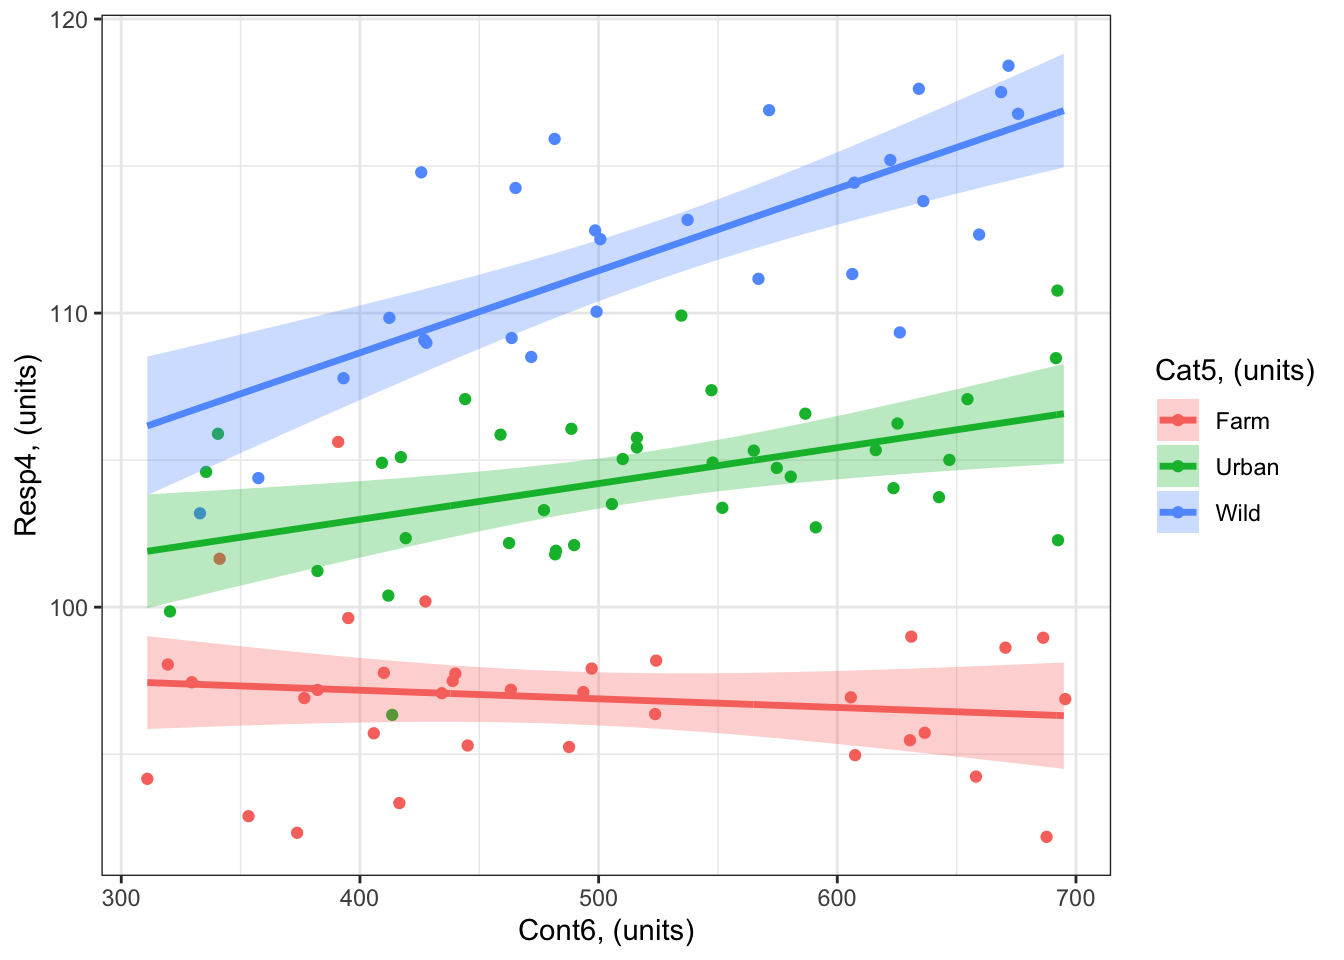 120
110
100
Resp4, (units)
300 400 500 600 700
Cont6, (units)
Cat5, (units)
Farm
Urban
Wild